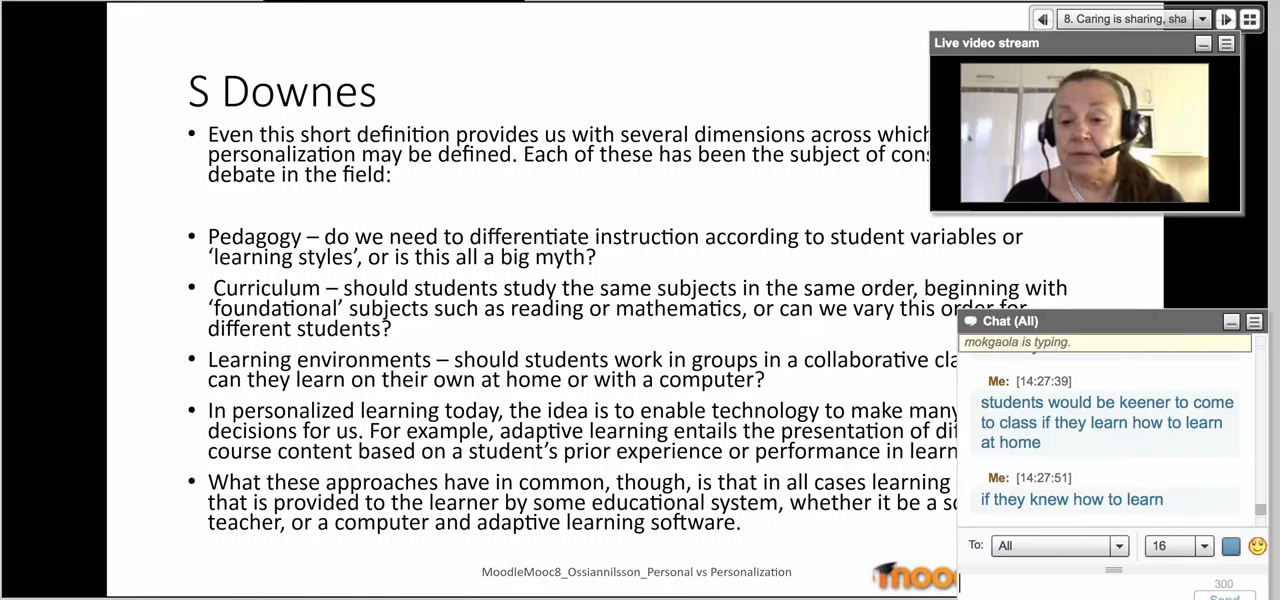 8. Caring is sharing, sha
Live video stream
S Downes
• Even this short definition provides us with several dimensions across which
personalization may be defined. Each of these has been the subject of
debate in the field:
• Pedagogy – do we need to differentiate instruction according to student variables or
‘learning styles’, or is this all a big myth?
• Curriculum – should students study the same subjects in the same order, beginning with
‘foundational’ subjects such as reading or mathematics, or can we vary this order for
different students?
• Learning environments – should students work in groups in a collaborative
can they learn on their own at home or with a computer?
• In personalized learning today, the idea is to enable technology to make many
decisions for us. For example, adaptive learning entails the presentation of
course content based on a student’s prior experience or performance in
• What these approaches have in common, though, is that in all cases learning
that is provided to the learner by some educational system, whether it be a
teacher, or a computer and adaptive learning software.
MoodleMooc8_Ossiannilsson_Personal vs Personalization
Chat (All)
mokgaola is typing.
Me: [14:27:39]
students would be keener to come
to class if they learn how to learn
at home
Me: [14:27:51]
if they knew how to learn
To: All 16
300
Send